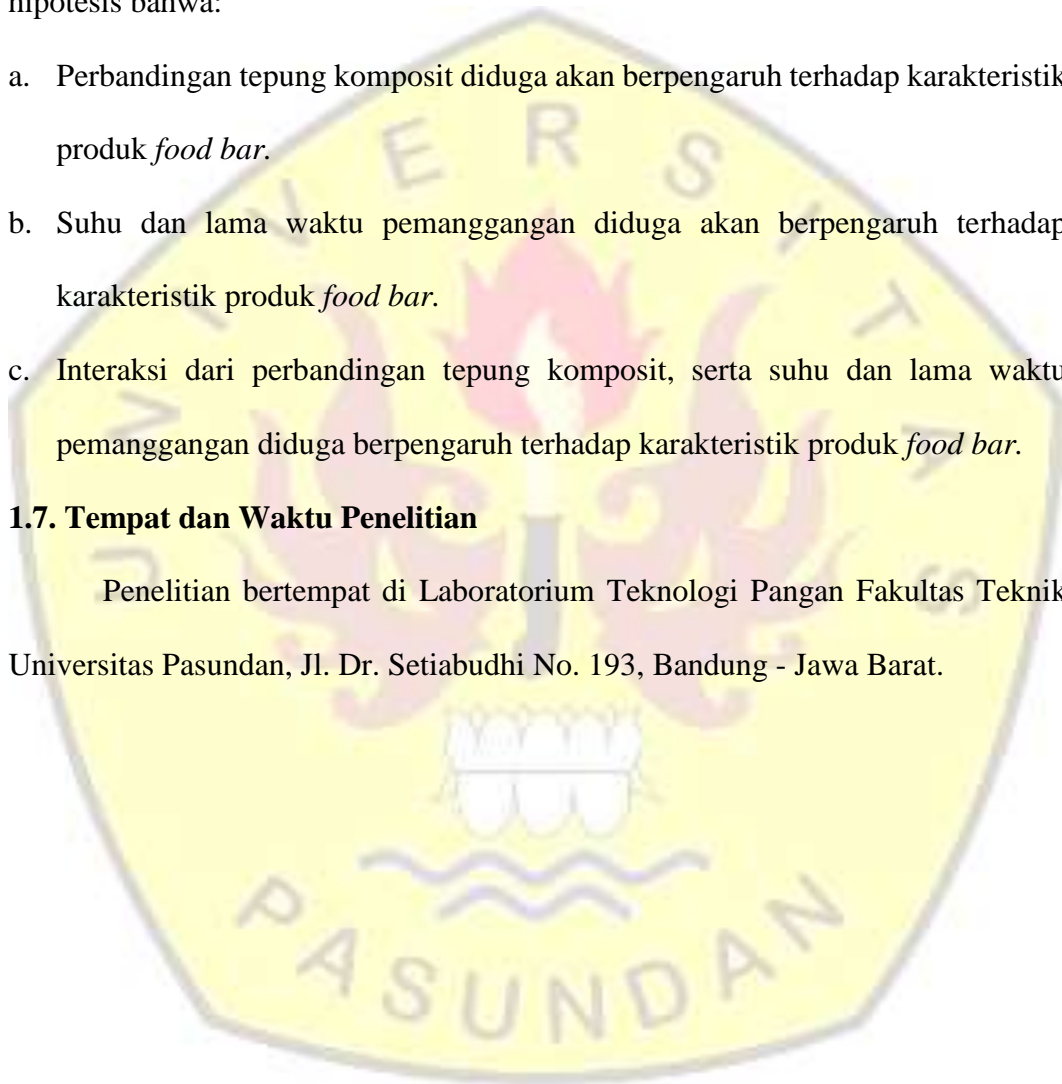 hipotesis bahwa:
a. Perbandingan tepung komposit diduga akan berpengaruh terhadap karakteristik
produk food bar.
b. Suhu dan lama waktu pemanggangan diduga akan berpengaruh terhadap
karakteristik produk food bar.
c. Interaksi dari perbandingan tepung komposit, serta suhu dan lama waktu
pemanggangan diduga berpengaruh terhadap karakteristik produk food bar.
1.7. Tempat dan Waktu Penelitian
Penelitian bertempat di Laboratorium Teknologi Pangan Fakultas Teknik
Universitas Pasundan, Jl. Dr. Setiabudhi No. 193, Bandung - Jawa Barat.
UNIVERSITAS
PASUNDAN